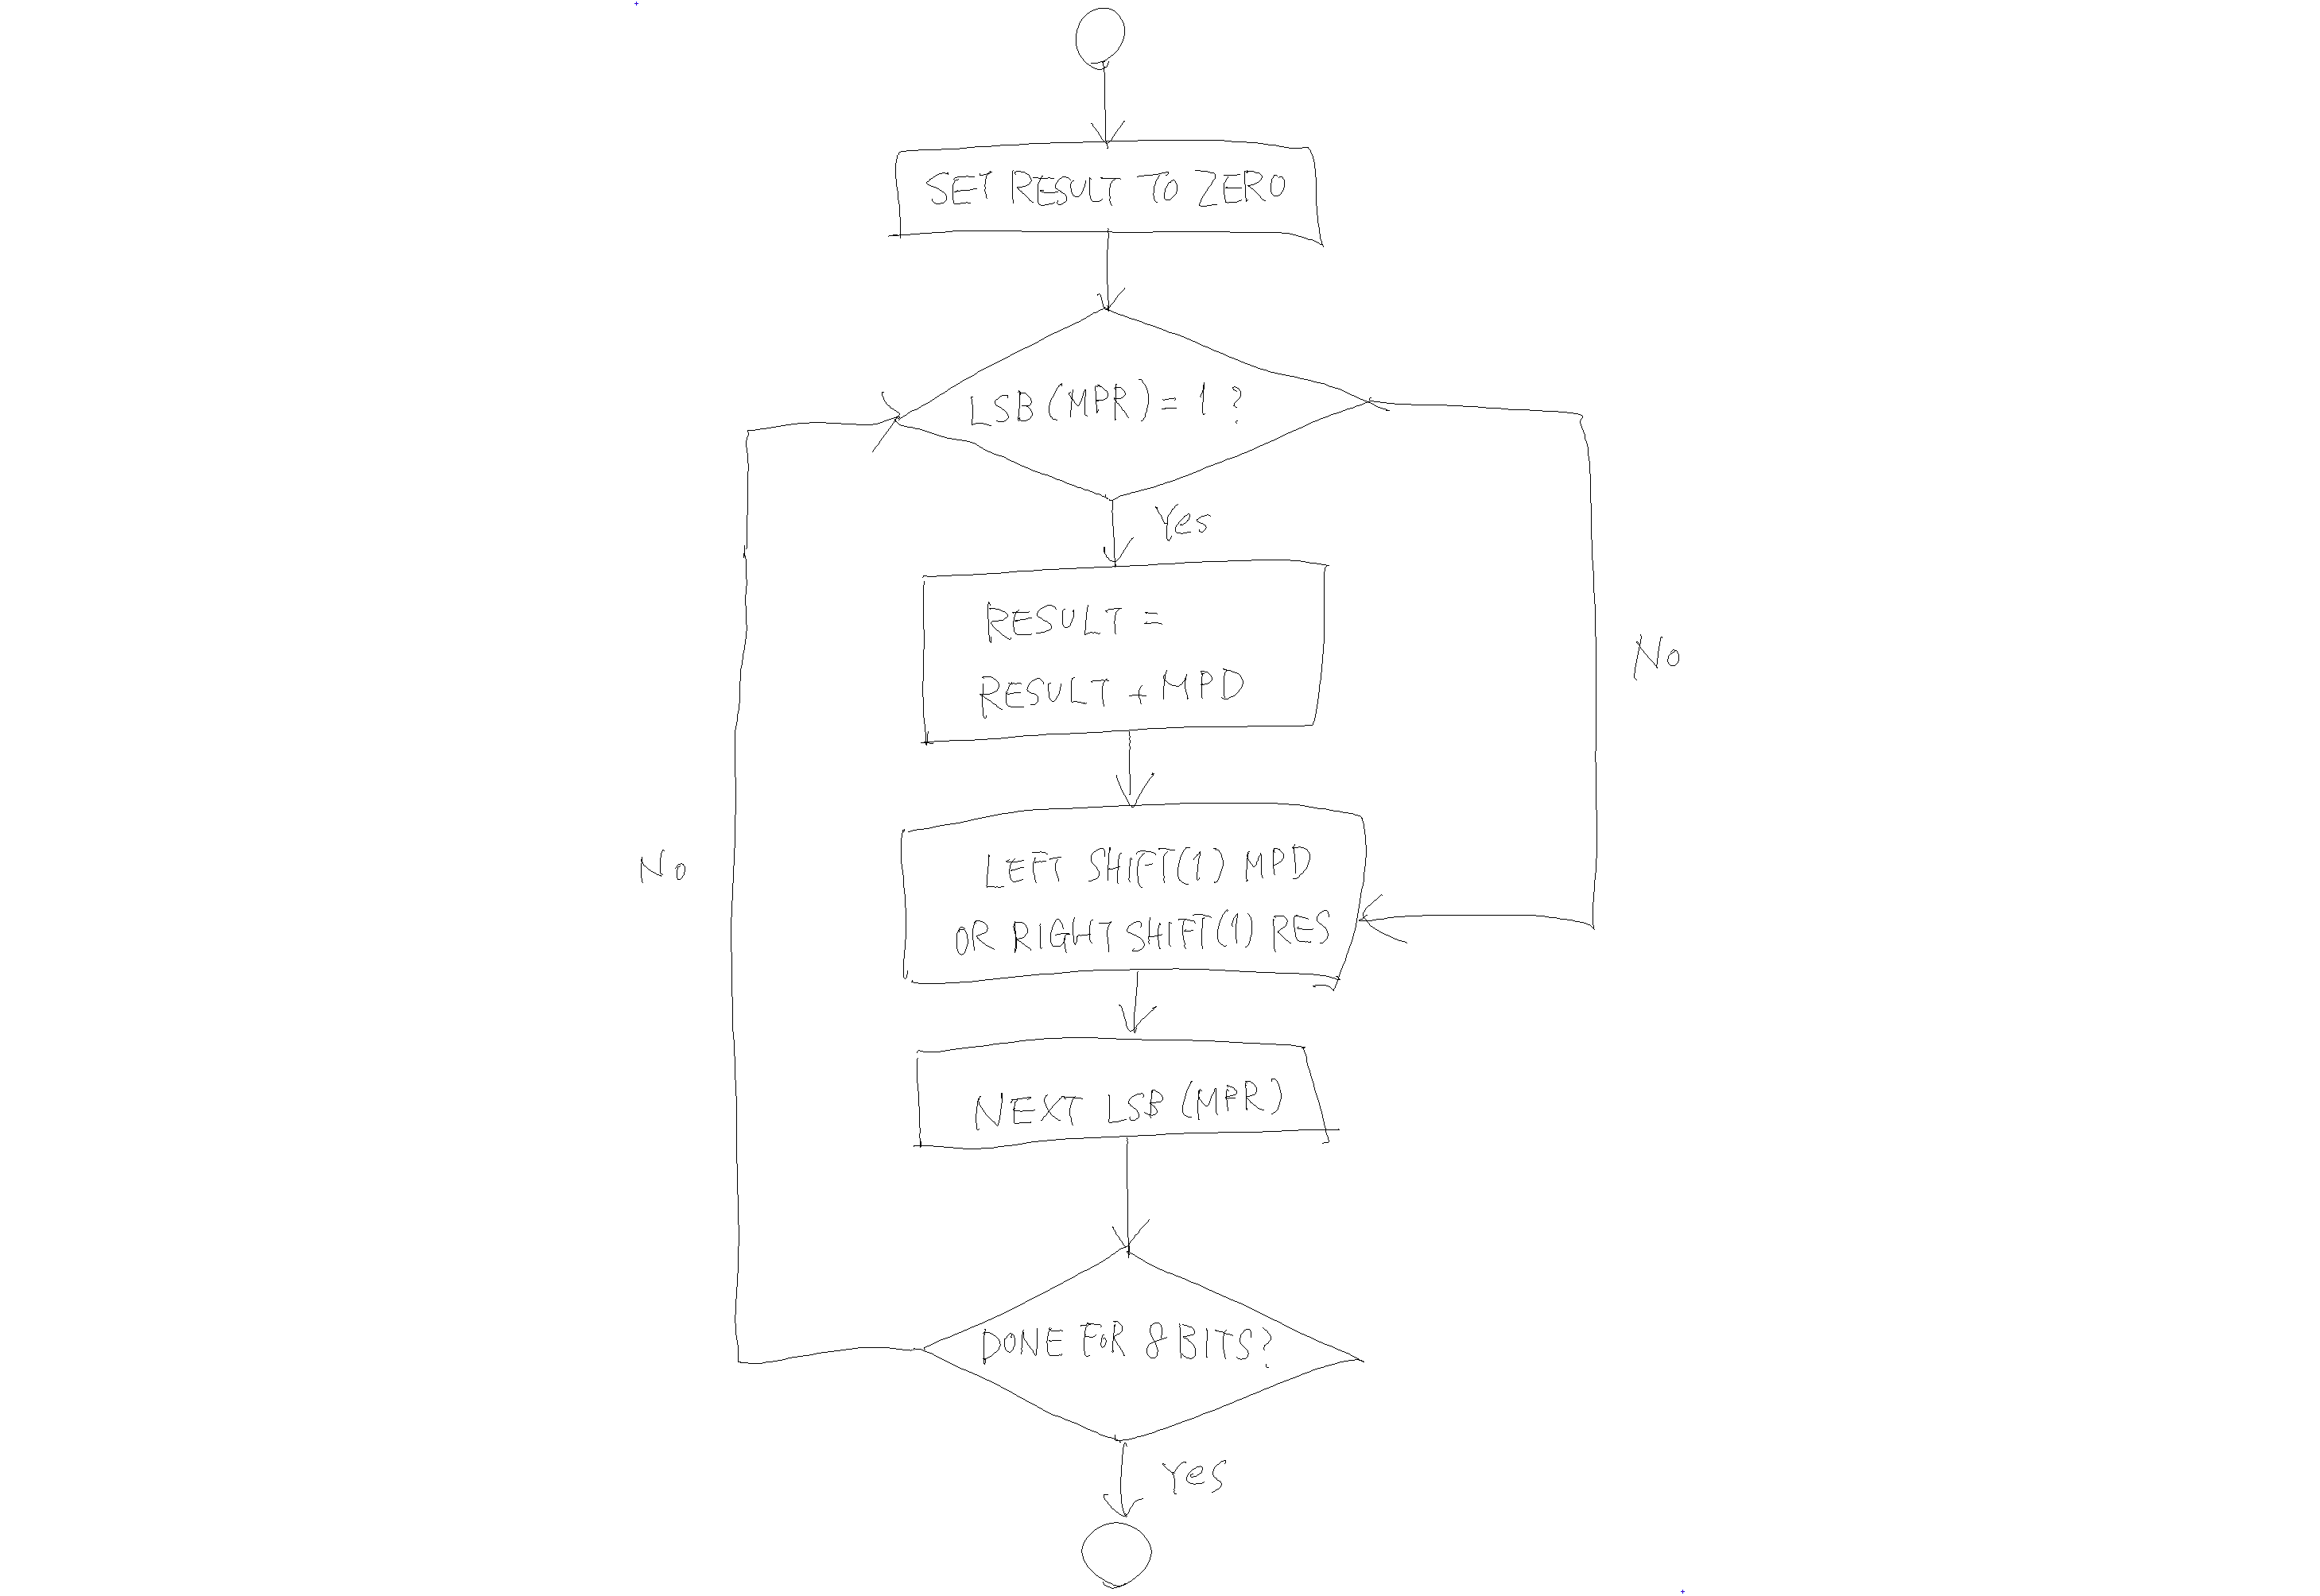 SET RESULT TO ZERO
LSB (MPR) = 1 ?
Yes
RESULT =
RESULT + MPD
No
LEFT SHIFT(1) MPD
OR RIGHT SHIFT(1) RES
No
NEXT LSB (MPR)
DONE FOR 8 BITS?
Yes